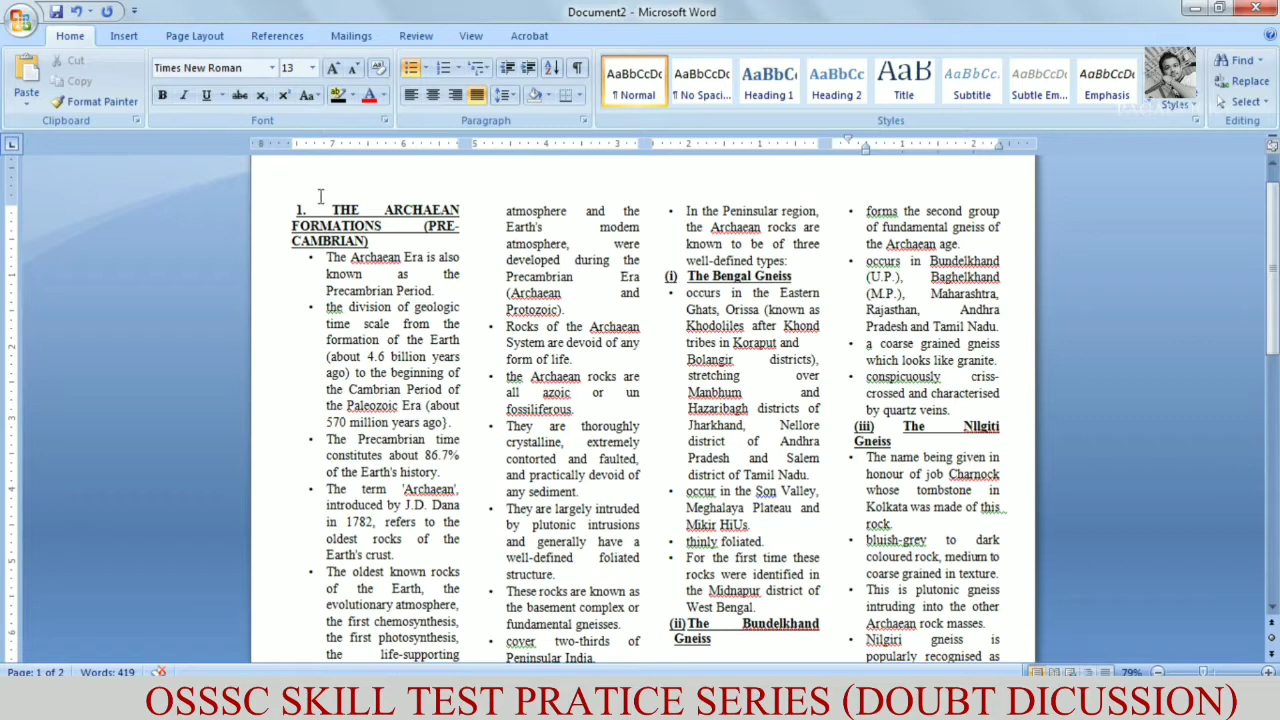 Document2 - Microsoft Word
Home Insert Page Layout References Mailings Review View Acrobat
Paste
Cut
Copy
Format Painter
Clipboard
Times New Roman 13
Font
Paragraph
AaBbCcDc AaBbCcDc AaBbCc AaBbCc AaB AaBbCc. AaBbCcDc AaBbCcDc
¶ Normal ¶ No Spaci... Heading 1 Heading 2 Title Subtitle Subtle Em... Emphasis
Styles
Styles
Find
Replace
Select
Editing
8 7 6 5 4 3 2 1 1 2
1. THE ARCHAEAN
FORMATIONS (PRE-
CAMBRIAN)
• The Archaean Era is also
known as the
Precambrian Period.
• the division of geologic
time scale from the
formation of the Earth
(about 4.6 billion years
ago) to the beginning of
the Cambrian Period of
the Paleozoic Era (about
570 million years ago}.
• The Precambrian time
constitutes about 86.7%
of the Earth's history.
• The term 'Archaean',
introduced by J.D. Dana
in 1782, refers to the
oldest rocks of the
Earth's crust.
• The oldest known rocks
of the Earth, the
evolutionary atmosphere,
the first chemosynthesis,
the first photosynthesis,
the life-supporting
atmosphere and the
Earth's modem
atmosphere, were
developed during the
Precambrian Era
(Archaean and
Protozoic).
• Rocks of the Archaean
System are devoid of any
form of life.
• the Archaean rocks are
all azoic or un
fossiliferous.
• They are thoroughly
crystalline, extremely
contorted and faulted,
and practically devoid of
any sediment.
• They are largely intruded
by plutonic intrusions
and generally have a
well-defined foliated
structure.
• These rocks are known as
the basement complex or
fundamental gneisses.
• cover two-thirds of
Peninsular India.
• In the Peninsular region,
the Archaean rocks are
known to be of three
well-defined types:
(i) The Bengal Gneiss
• occurs in the Eastern
Ghats, Orissa (known as
Khodoliles after Khond
tribes in Koraput and
Bolangir districts),
stretching over
Manbhum and
Hazaribagh districts of
Jharkhand, Nellore
district of Andhra
Pradesh and Salem
district of Tamil Nadu.
• occur in the Son Valley,
Meghalaya Plateau and
Mikir HiUs.
• thinly foliated.
• For the first time these
rocks were identified in
the Midnapur district of
West Bengal.
(ii)The Bundelkhand
Gneiss
• forms the second group
of fundamental gneiss of
the Archaean age.
• occurs in Bundelkhand
(U.P.), Baghelkhand
(M.P.), Maharashtra,
Rajasthan, Andhra
Pradesh and Tamil Nadu.
• a coarse grained gneiss
which looks like granite.
• conspicuously criss-
crossed and characterised
by quartz veins.
(iii) The Nllgiti
Gneiss
• The name being given in
honour of job Charnock
whose tombstone in
Kolkata was made of this
rock.
• bluish-grey to dark
coloured rock, medium to
coarse grained in texture.
• This is plutonic gneiss
intruding into the other
Archaean rock masses.
• Nilgiri gneiss is
popularly recognised as
Page: 1 of 2 Words: 419 79%
OSSSC SKILL TEST PRATICE SERIES (DOUBT DICUSSION)